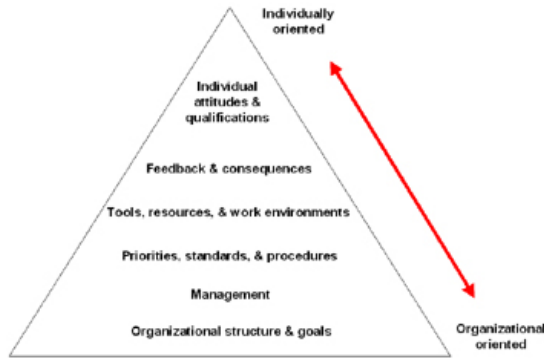 Individually
oriented
Individual
attitudes &
qualifications
Feedback & consequences
Tools, resources, & work environments
Priorities, standards, & procedures
Management
Organizational structure & goals
Organizational
oriented